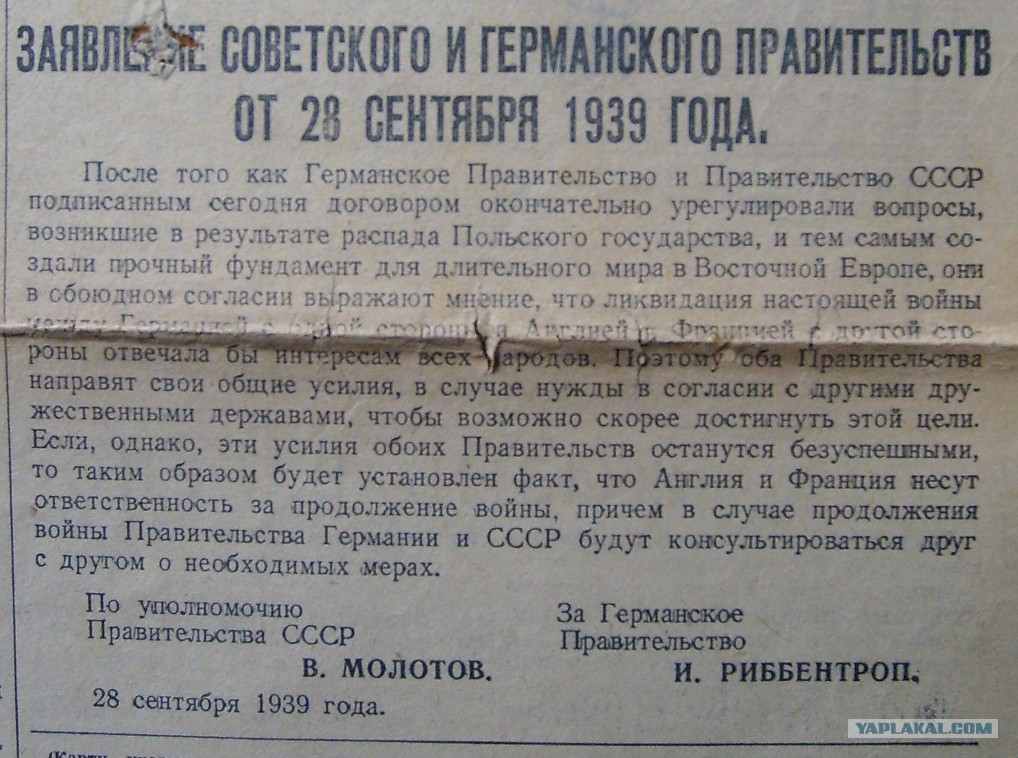 ЗАЯВЛЕНИЕ СОВЕТСКОГО И ГЕРМАНСКОГО ПРАВИТЕЛЬСТВ
ОТ 28 СЕНТЯБРЯ 1939 ГОДА.
После того как Германское Правительство и Правительство СССР
подписанным сегодня договором окончательно урегулировали вопросы,
возникшие в результате распада Польского государства, и тем самым со-
здали прочный фундамент для длительного мира в Восточной Европе, они
в обоюдном согласии выражают мнение, что ликвидация настоящей войны
между Германией с одной стороны и Англией и Францией с другой сто-
роны отвечала бы интересам всех народов. Поэтому оба Правительства
направят свои общие усилия, в случае нужды в согласии с другими дру-
жественными державами, чтобы возможно скорее достигнуть этой цели.
Если, однако, эти усилия обоих Правительств останутся безуспешными,
то таким образом будет установлен факт, что Англия и Франция несут
ответственность за продолжение войны, причем в случае продолжения
войны Правительства Германии и СССР будут консультироваться друг
с другом о необходимых мерах.
По уполномочию
Правительства СССР
В. МОЛОТОВ.
За Германское
Правительство
И. РИББЕНТРОП.
28 сентября 1939 года.
YAPLAKAL.COM